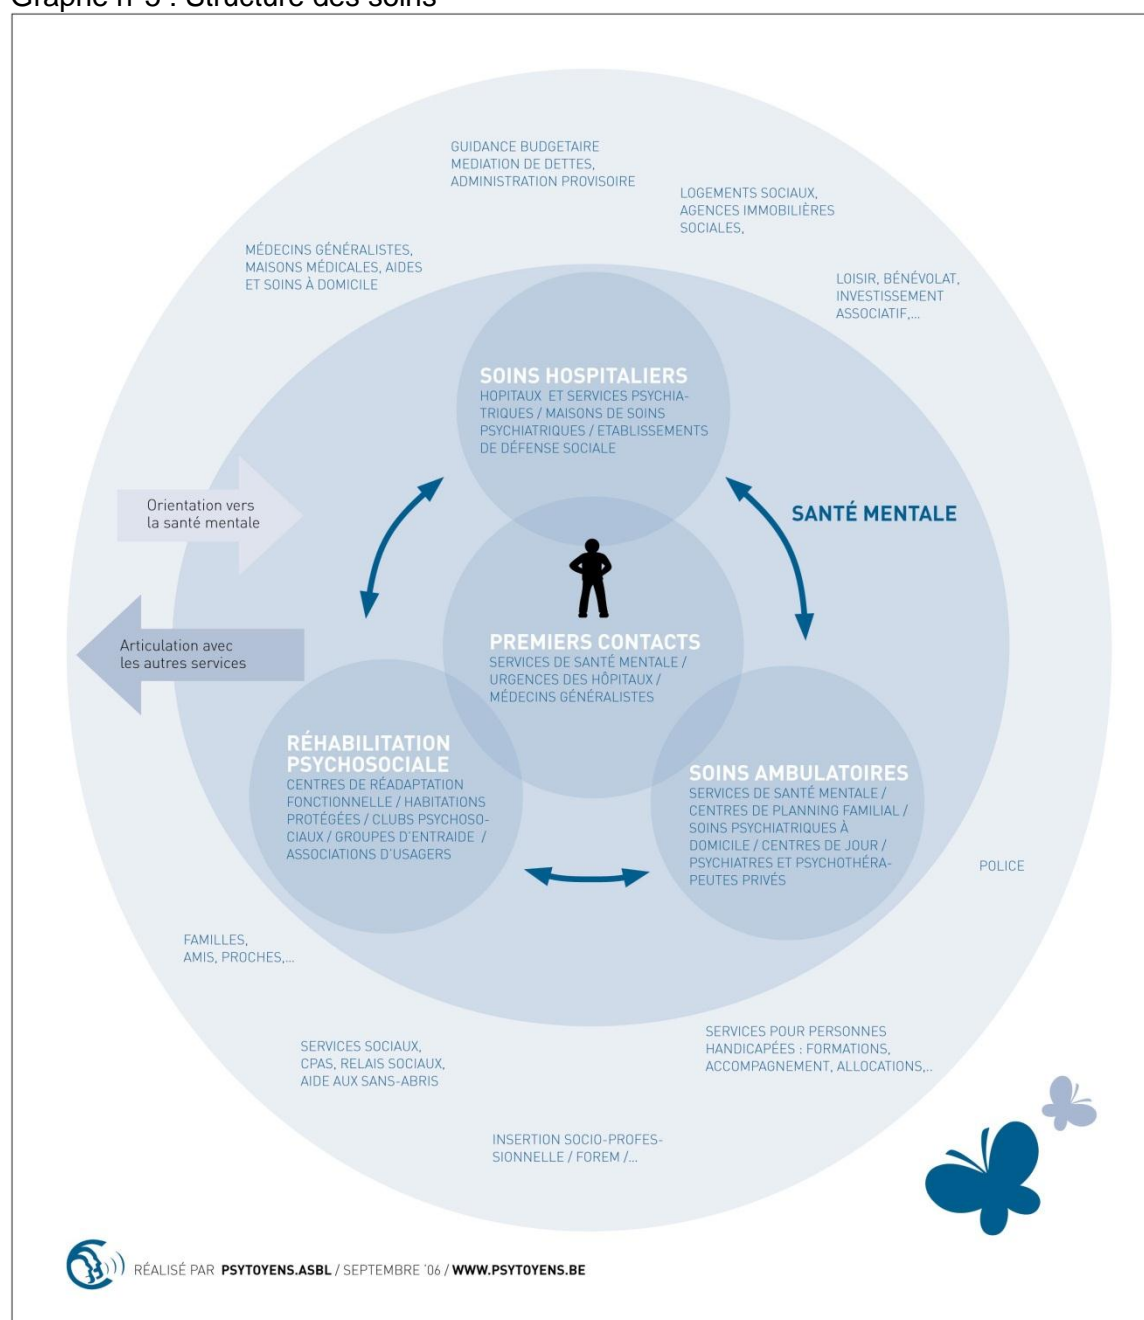 Graphe n°5 : Structure des soins
GUIDANCE BUDGETAIRE
MEDIATION DE DETTES,
ADMINISTRATION PROVISOIRE
LOGEMENTS SOCIAUX,
AGENCES IMMOBILIÈRES
SOCIALES,
MÉDECINS GÉNÉRALISTES,
MAISONS MÉDICALES, AIDES
ET SOINS À DOMICILE
LOISIR, BÉNÉVOLAT,
INVESTISSEMENT
ASSOCIATIF,...
SOINS HOSPITALIERS
HOPITAUX ET SERVICES PSYCHIA-
TRIQUES / MAISONS DE SOINS
PSYCHIATRIQUES / ETABLISSEMENTS
DE DÉFENSE SOCIALE
Orientation vers
la santé mentale
SANTÉ MENTALE
Articulation avec
les autres services
PREMIERS CONTACTS
SERVICES DE SANTÉ MENTALE /
URGENCES DES HÔPITAUX /
MÉDECINS GÉNÉRALISTES
RÉHABILITATION
PSYCHOSOCIALE
CENTRES DE RÉADAPTATION
FONCTIONNELLE / HABITATIONS
PROTÉGÉES / CLUBS PSYCHOSO-
CIAUX / GROUPES D'ENTRAIDE /
ASSOCIATIONS D'USAGERS
SOINS AMBULATOIRES
SERVICES DE SANTÉ MENTALE /
CENTRES DE PLANNING FAMILIAL /
SOINS PSYCHIATRIQUES À
DOMICILE / CENTRES DE JOUR /
PSYCHIATRES ET PSYCHOTHÉRA-
PEUTES PRIVÉS
POLICE
FAMILLES,
AMIS, PROCHES,...
SERVICES SOCIAUX,
CPAS, RELAIS SOCIAUX,
AIDE AUX SANS-ABRIS
SERVICES POUR PERSONNES
HANDICAPÉES : FORMATIONS,
ACCOMPAGNEMENT, ALLOCATIONS,..
INSERTION SOCIO-PROFES-
SIONNELLE / FOREM /...
RÉALISÉ PAR PSYTOYENS.ASBL / SEPTEMBRE '06 / WWW.PSYTOYENS.BE